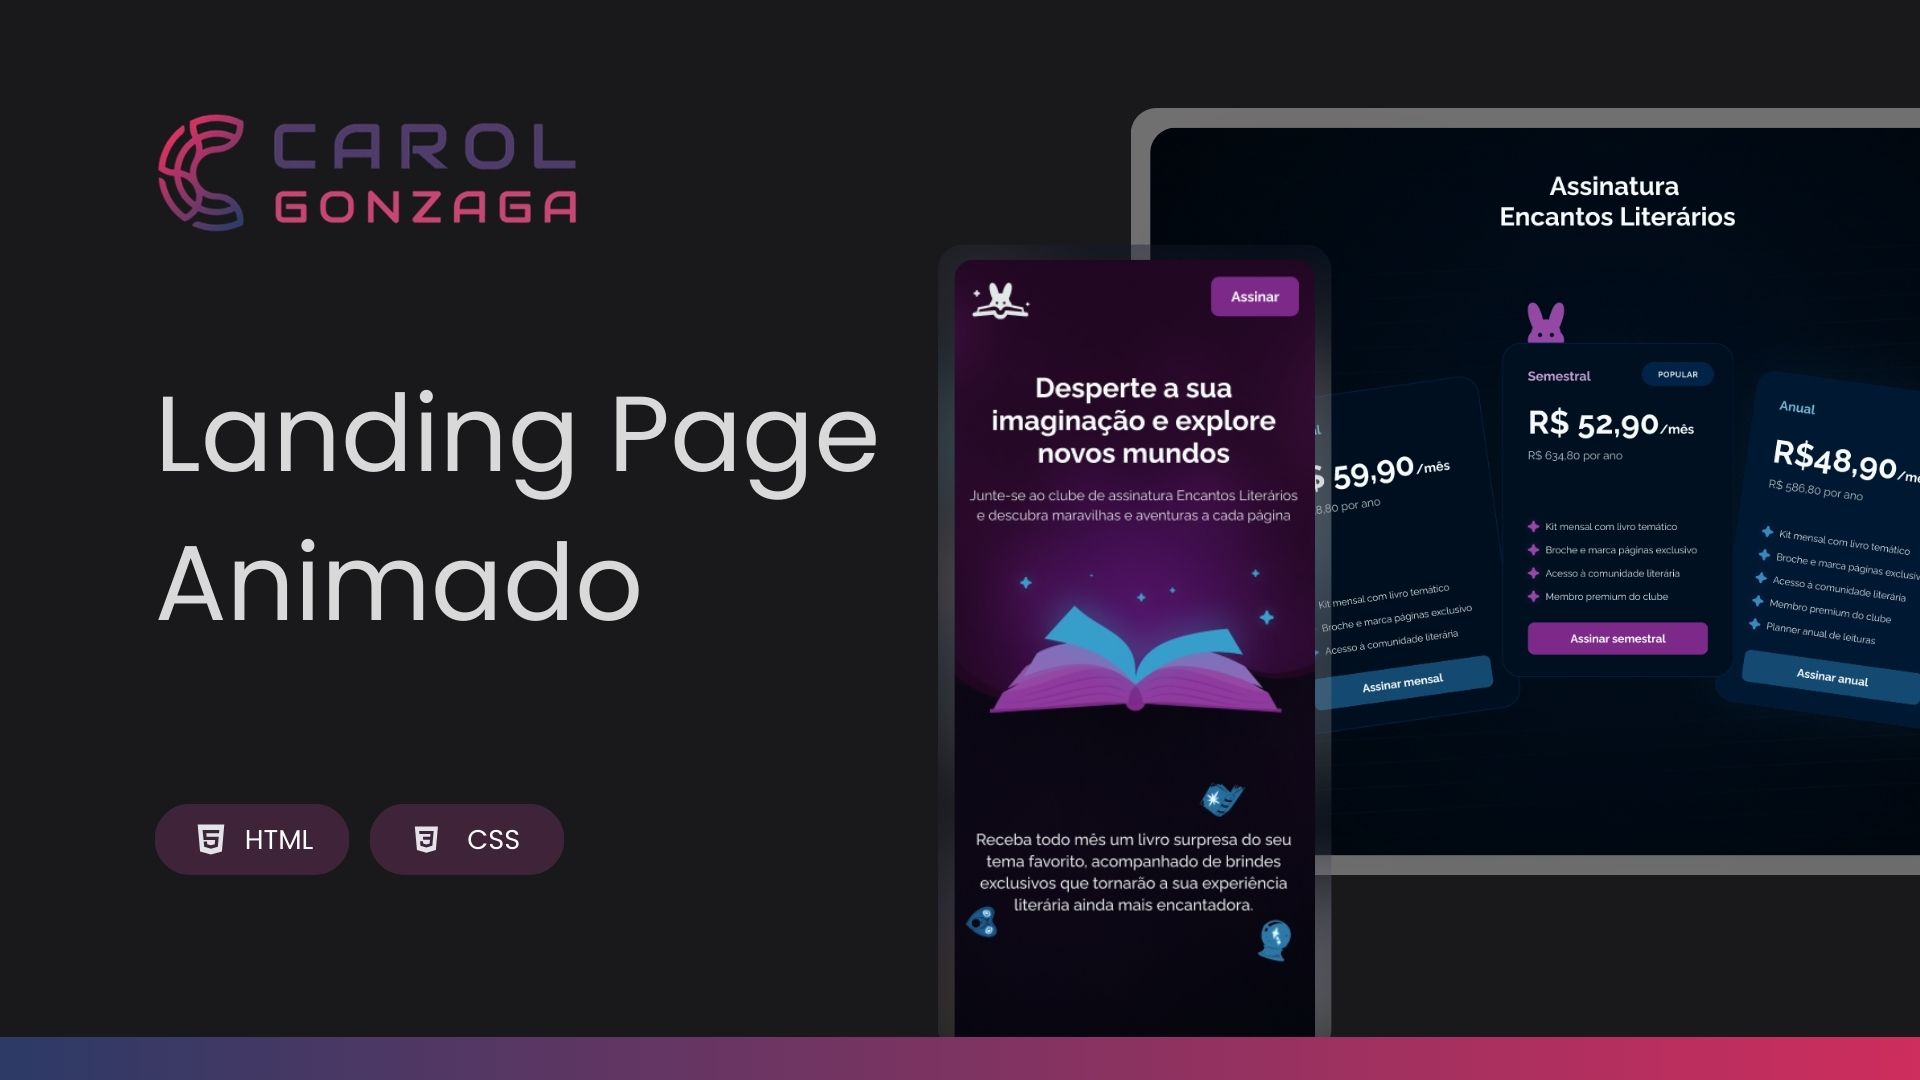 CAROL
GONZAGA
Landing Page
Animado
HTML
CSS
Assinar
Desperte a sua
imaginação e explore
novos mundos
Junte-se ao clube de assinatura Encantos Literários
e descubra maravilhas e aventuras a cada página
Receba todo mês um livro surpresa do seu
tema favorito, acompanhado de brindes
exclusivos que tornarão a sua experiência
literária ainda mais encantadora.
Assinatura
Encantos Literários
59,90/mês
8,80 por ano
Kit mensal com livro temático
Broche e marca páginas exclusivo
Acesso à comunidade literária
Assinar mensal
Semestral
POPULAR
R$ 52,90/mês
R$ 634,80 por ano
Kit mensal com livro temático
Broche e marca páginas exclusivo
Acesso à comunidade literária
Membro premium do clube
Assinar semestral
Anual
R$48,90/mê
R$ 586,80 por ano
Kit mensal com livro temático
Broche e marca páginas exclusiv
Acesso à comunidade literária
Membro premium do clube
Planner anual de leituras
Assinar anual